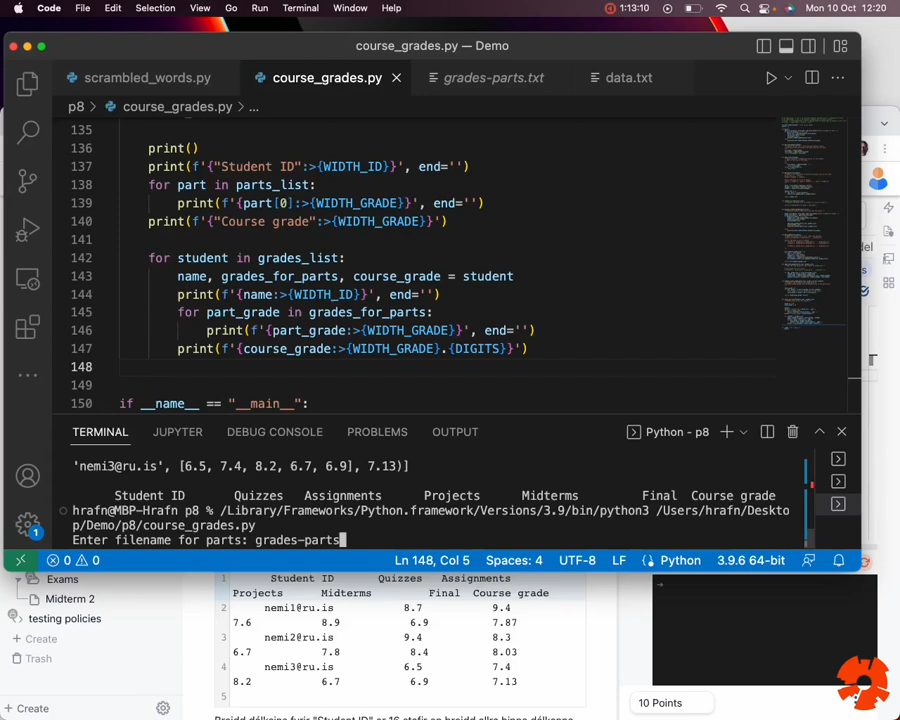 Code File Edit Selection View Go Run Terminal Window Help 1:13:10 Mon 10 Oct 12:20
course_grades.py — Demo
scrambled_words.py course_grades.py grades-parts.txt data.txt
p8 > course_grades.py > ...
135
136 print()
137 print(f'{"Student ID":>{WIDTH_ID}}', end='')
138 for part in parts_list:
139 print(f'{part[0]:>{WIDTH_GRADE}}', end='')
140 print(f'{"Course grade":>{WIDTH_GRADE}}')
141
142 for student in grades_list:
143 name, grades_for_parts, course_grade = student
144 print(f'{name:>{WIDTH_ID}}', end='')
145 for part_grade in grades_for_parts:
146 print(f'{part_grade:>{WIDTH_GRADE}}', end='')
147 print(f'{course_grade:>{WIDTH_GRADE}.{DIGITS}}')
148
149
150 if __name__ == "__main__":
TERMINAL JUPYTER DEBUG CONSOLE PROBLEMS OUTPUT Python - p8
'nemi3@ru.is', [6.5, 7.4, 8.2, 6.7, 6.9], 7.13)]
Student ID Quizzes Assignments Projects Midterms Final Course grade
hrafn@MBP-Hrafn p8 % /Library/Frameworks/Python.framework/Versions/3.9/bin/python3 /Users/hrafn/Deskto
p/Demo/p8/course_grades.py
Enter filename for parts: grades-parts
1 0 0 Ln 148, Col 5 Spaces: 4 UTF-8 LF Python 3.9.6 64-bit
Exams
Midterm 2
testing policies
Create
Trash
Create
1 Student ID Quizzes Assignments
Projects Midterms Final Course grade
2 nemi1@ru.is 8.7 9.4
7.6 8.9 6.9 7.87
3 nemi2@ru.is 9.4 8.3
6.7 7.8 8.4 8.03
4 nemi3@ru.is 6.5 7.4
8.2 6.7 6.9 7.13
5
10 Points